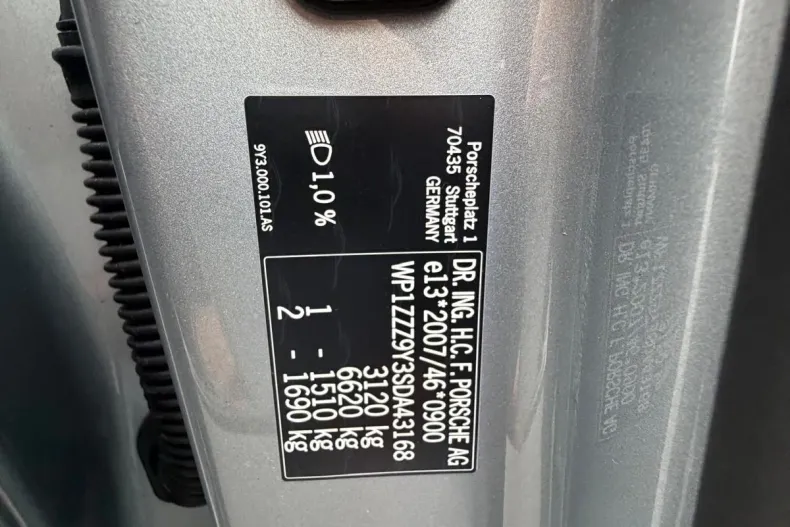 Porscheplatz 1
70435 Stuttgart
GERMANY
1,0 %
9Y3.000.101.AS
DR. ING. H.C. F. PORSCHE AG
e13*2007/46*0900
WP1ZZZ9Y3SDA43168
3120 kg
6620 kg
1 - 1510 kg
2 - 1690 kg